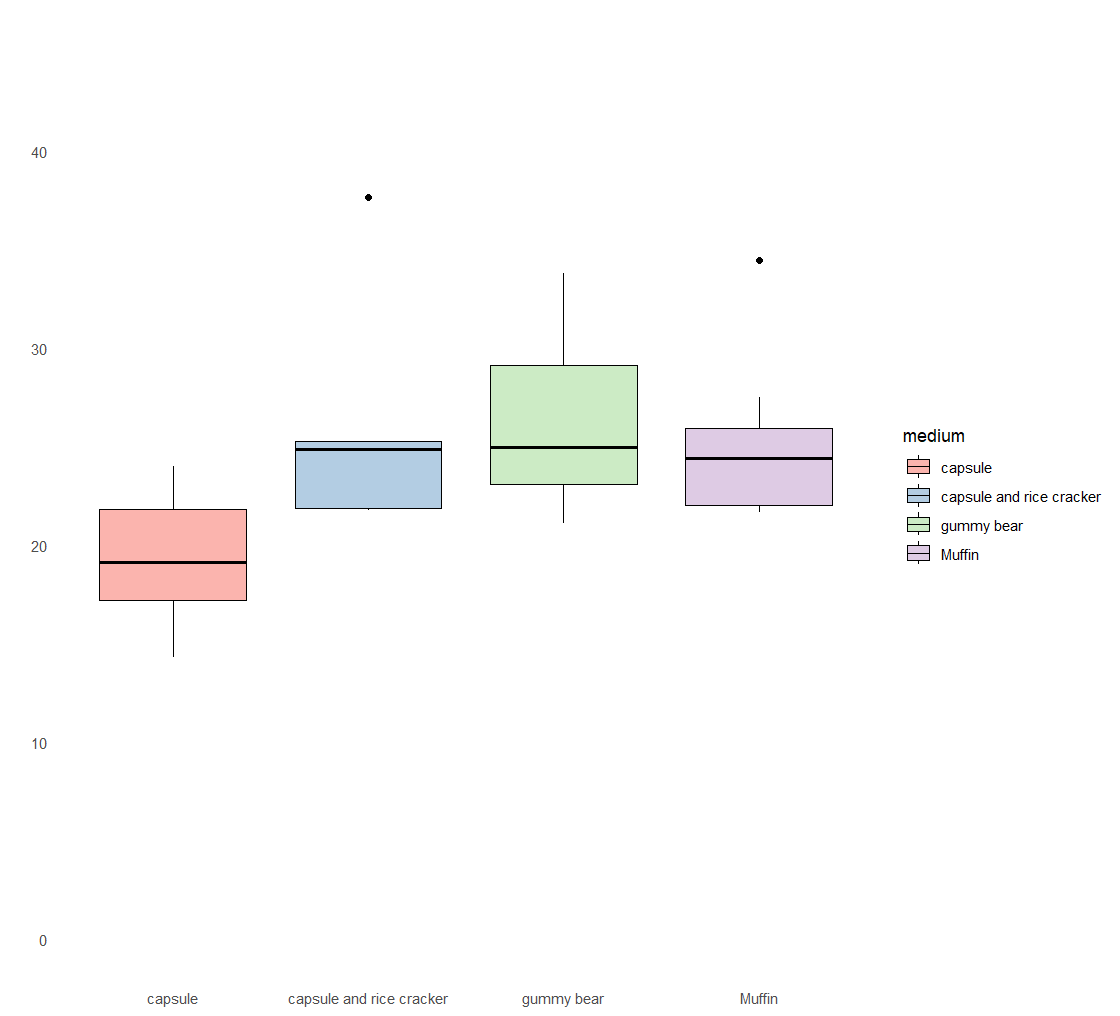 40
30
20
10
0
capsule
capsule and rice cracker
gummy bear
Muffin
medium
capsule
capsule and rice cracker
gummy bear
Muffin